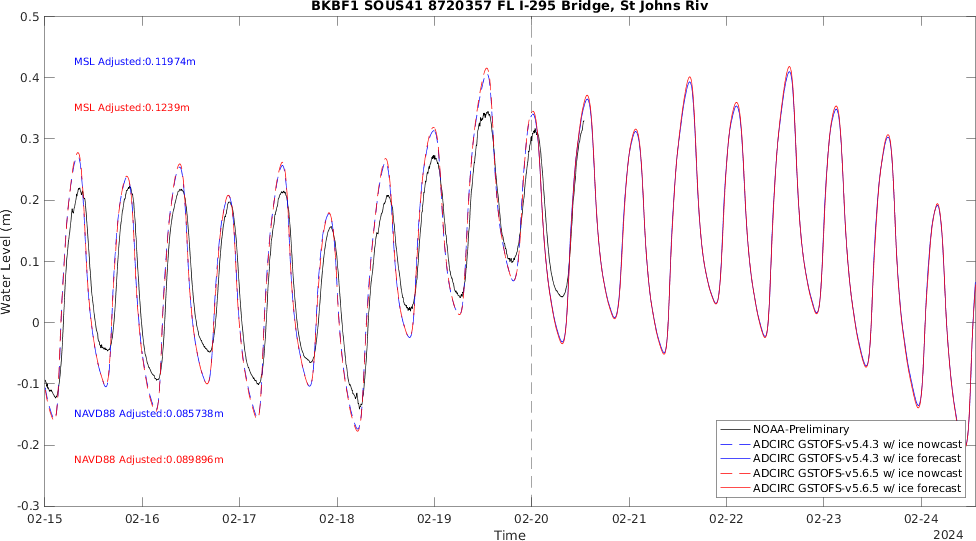 BKBF1 SOUS41 8720357 FL I-295 Bridge, St Johns Riv
0.5
0.4
0.3
0.2
0.1
0
-0.1
-0.2
-0.3
Water Level (m)
MSL Adjusted:0.11974m
MSL Adjusted:0.1239m
NAVD88 Adjusted:0.085738m
NAVD88 Adjusted:0.089896m
NOAA-Preliminary
ADCIRC GSTOFS-v5.4.3 w/ ice nowcast
ADCIRC GSTOFS-v5.4.3 w/ ice forecast
ADCIRC GSTOFS-v5.6.5 w/ ice nowcast
ADCIRC GSTOFS-v5.6.5 w/ ice forecast
02-15 02-16 02-17 02-18 02-19 02-20 02-21 02-22 02-23 02-24
Time
2024